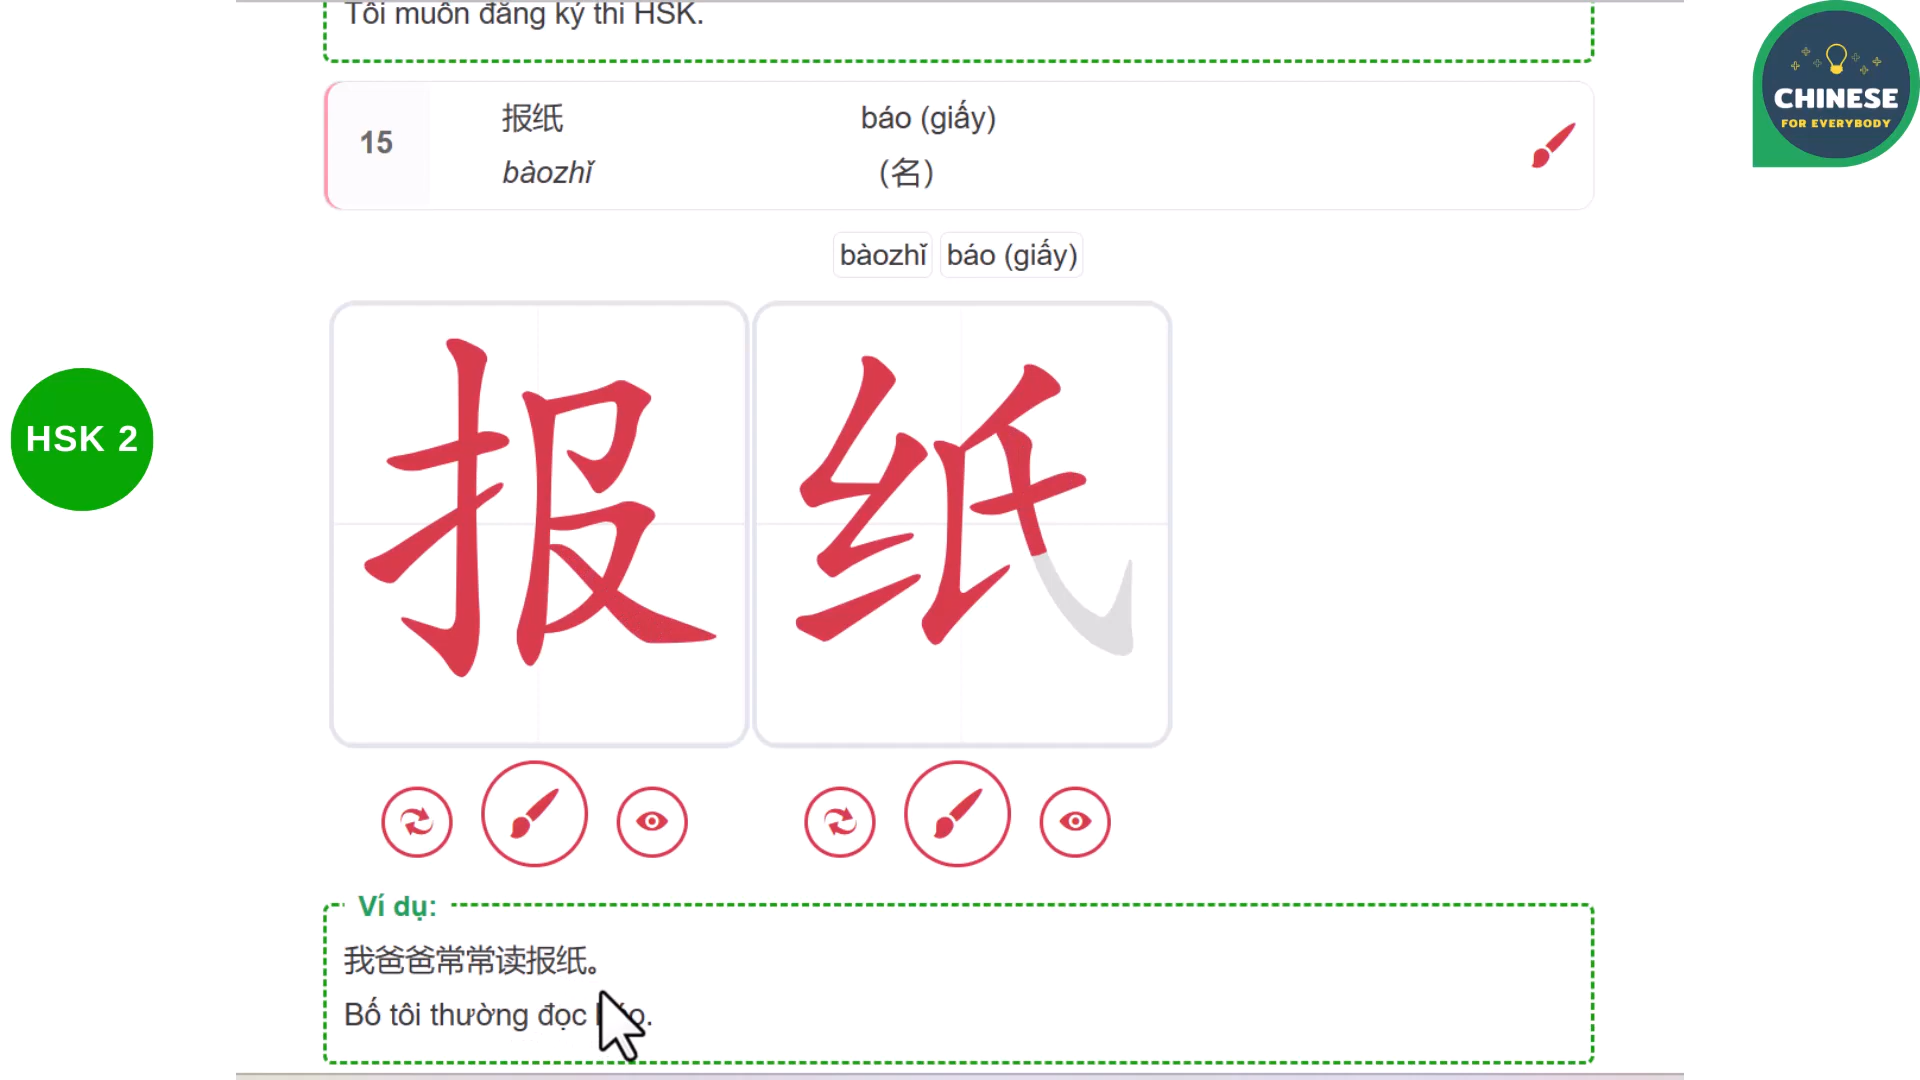 Tôi muốn đăng ký thi HSK.
CHINESE
FOR EVERYBODY
15
报纸
báo (giấy)
bàozhǐ
(名)
bàozhǐ báo (giấy)
报纸
HSK 2
Ví dụ:
我爸爸常常读报纸。
Bố tôi thường đọc